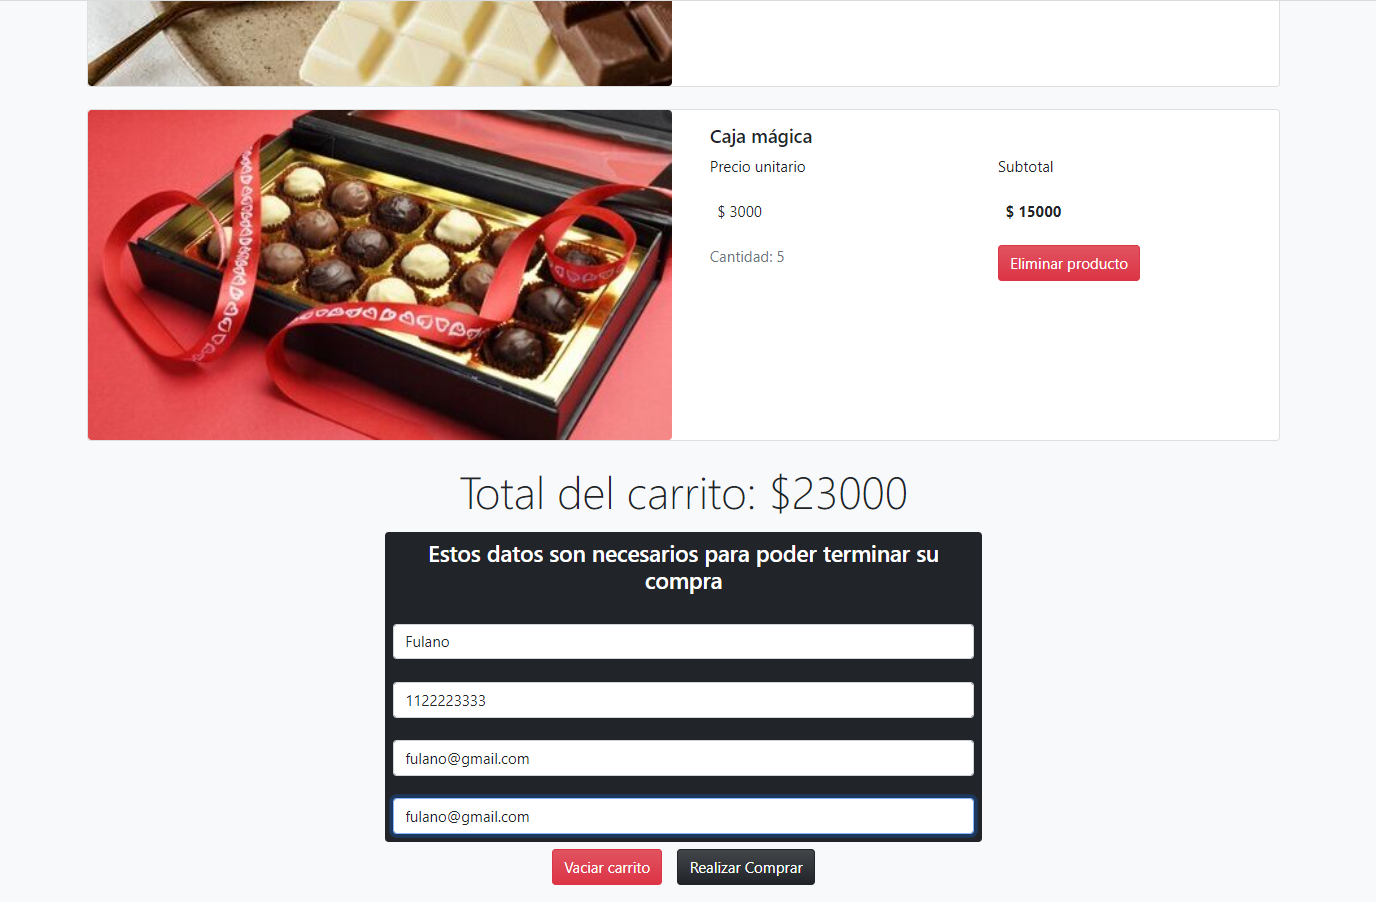 Caja mágica
Precio unitario
Subtotal
$ 3000
$ 15000
Cantidad: 5
Eliminar producto
Total del carrito: $23000
Estos datos son necesarios para poder terminar su
compra
Fulano
1122223333
fulano@gmail.com
fulano@gmail.com
Vaciar carrito
Realizar Comprar